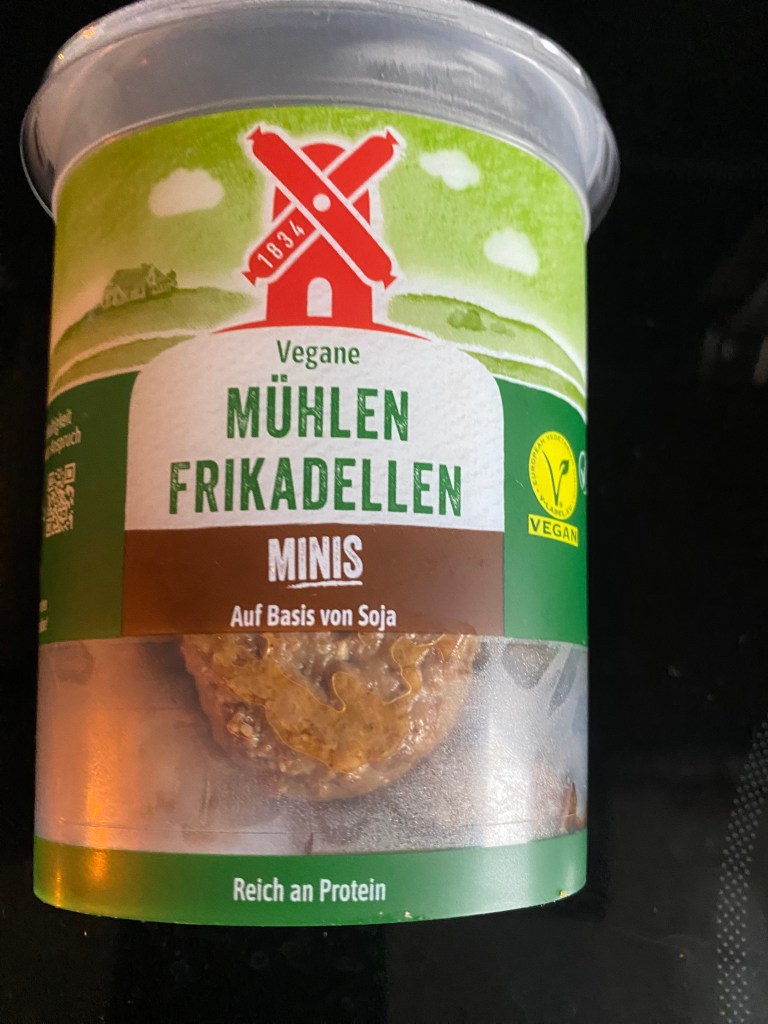 1834
Vegane
MÜHLEN
FRIKADELLEN
MINIS
Auf Basis von Soja
VEGAN
Reich an Protein